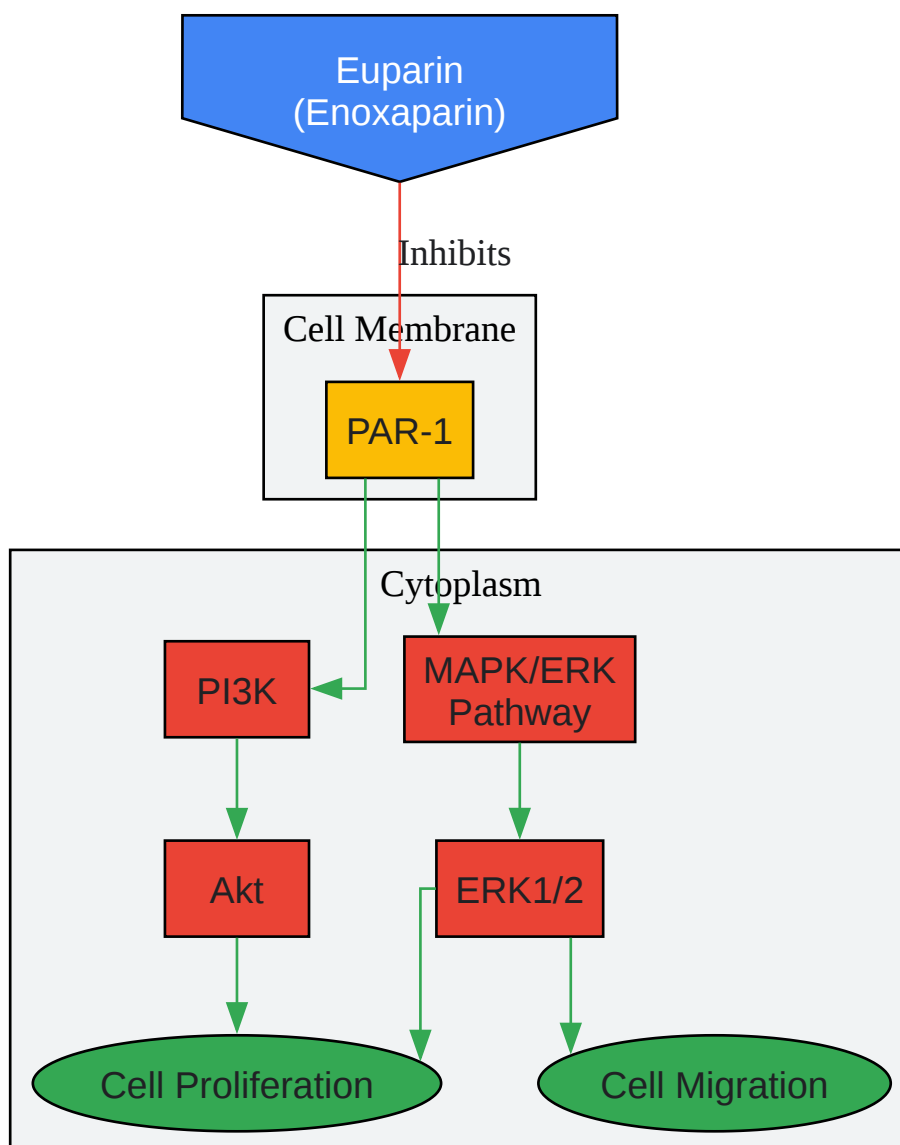 Euparin
(Enoxaparin)
Inhibits
Cell Membrane
PAR-1
Cytoplasm
PI3K
MAPK/ERK
Pathway
Akt
ERK1/2
Cell Proliferation
Cell Migration